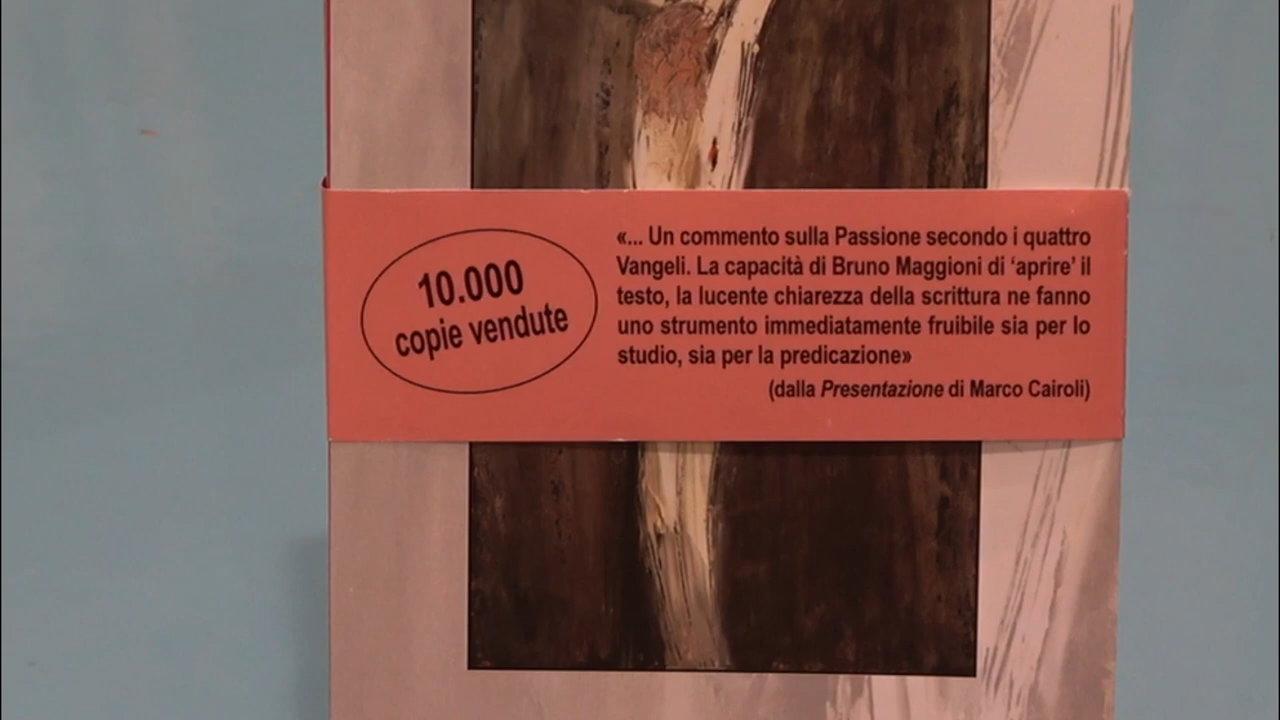 10.000
copie vendute
«... Un commento sulla Passione secondo i quattro
Vangeli. La capacità di Bruno Maggioni di ‘aprire’ il
testo, la lucente chiarezza della scrittura ne fanno
uno strumento immediatamente fruibile sia per lo
studio, sia per la predicazione»
(dalla Presentazione di Marco Cairoli)